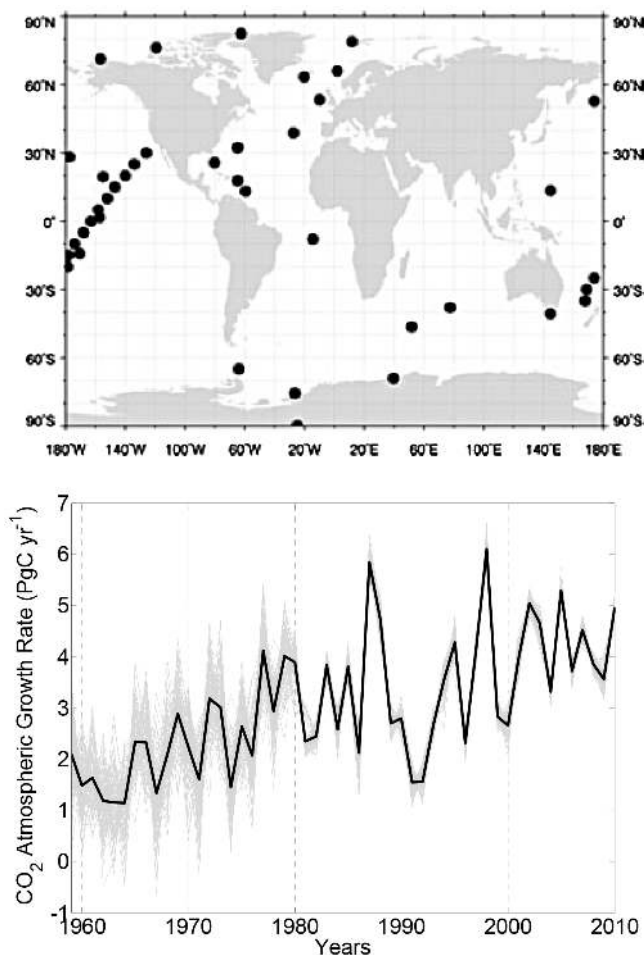 90°N 90°N
60°N 60°N
30°N 30°N
0° 0°
30°S 30°S
60°S 60°S
90°S 90°S
180°W 140°W 100°W 60°W 20°W 20°E 60°E 100°E 140°E 180°E
7
6
5
4
3
2
1
0
-1
CO2 Atmospheric Growth Rate (PgC yr-1)
1960 1970 1980 1990 2000 2010
Years